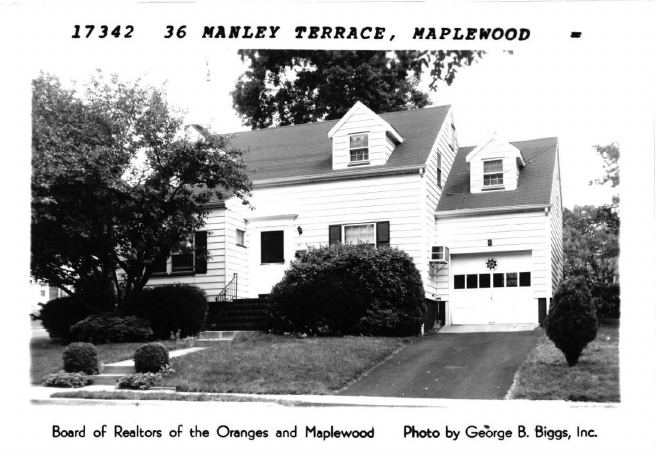 17342 36 MANLEY TERRACE, MAPLEWOOD =
Board of Realtors of the Oranges and Maplewood Photo by George B. Biggs, Inc.